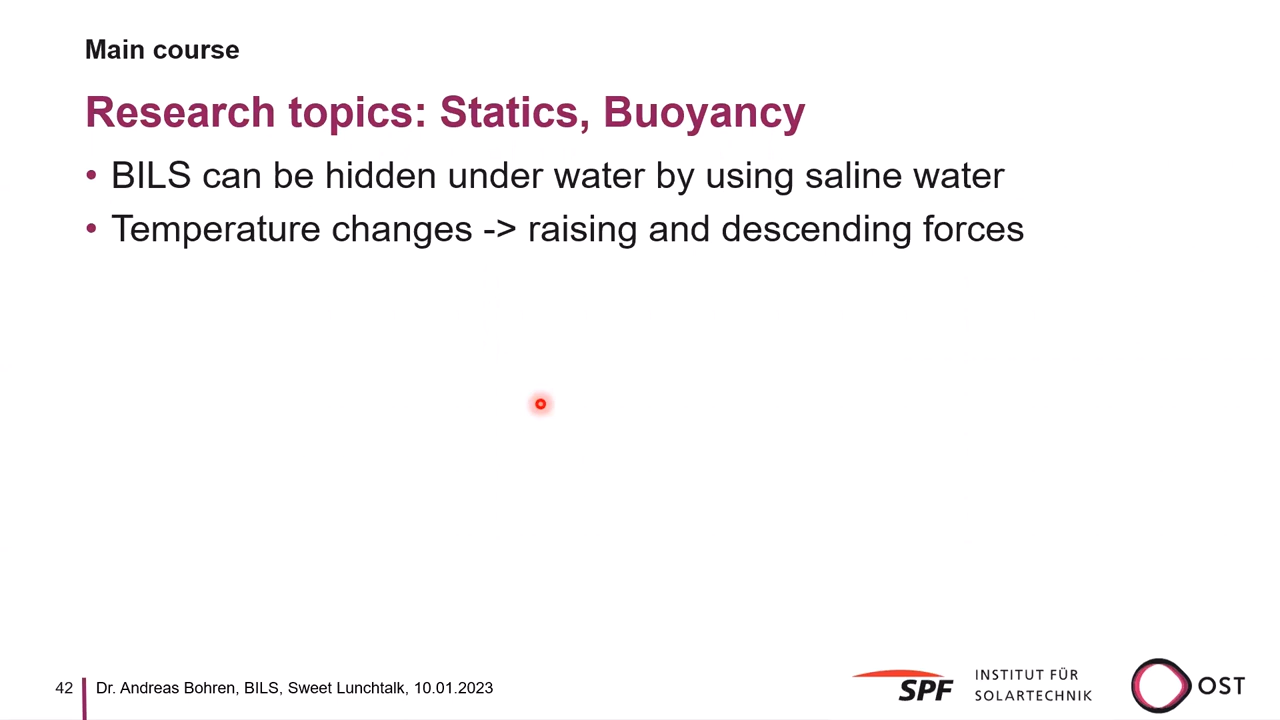 Main course
Research topics: Statics, Buoyancy
• BILS can be hidden under water by using saline water
• Temperature changes -> raising and descending forces
42 Dr. Andreas Bohren, BILS, Sweet Lunchtalk, 10.01.2023
SPF
INSTITUT FÜR
SOLARTECHNIK
OST